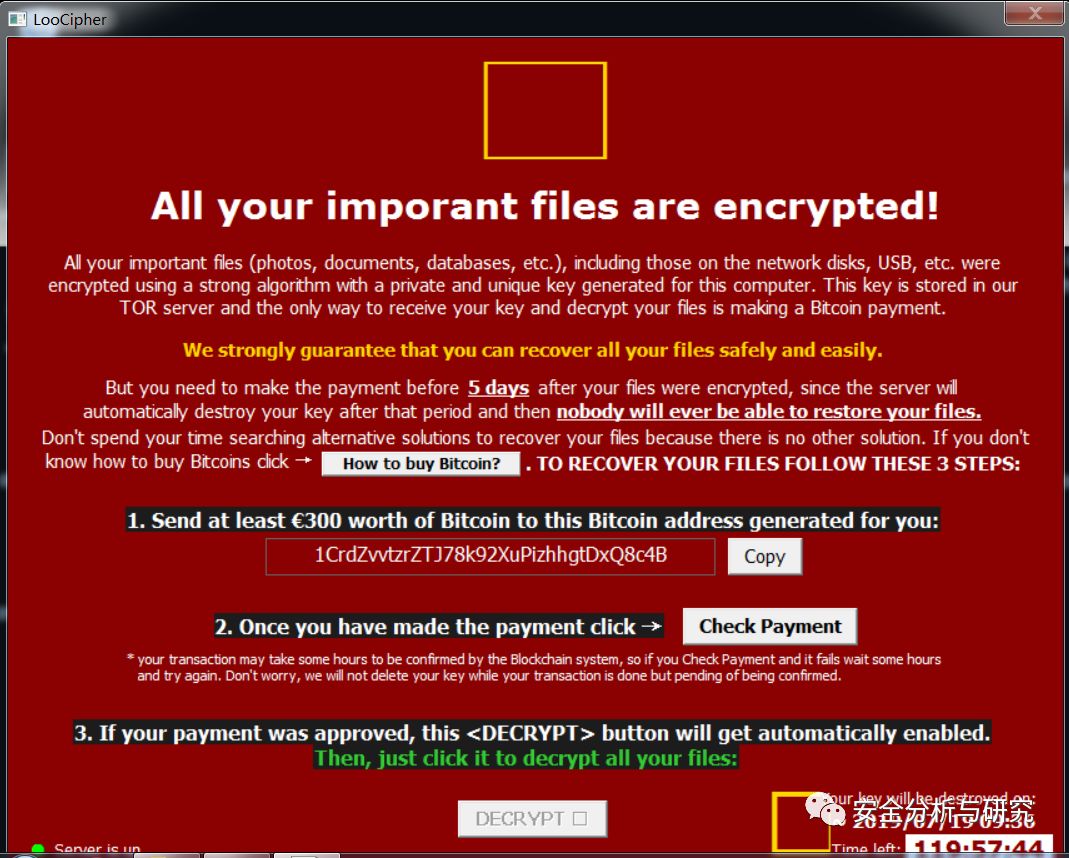 LooCipher
All your imporant files are encrypted!
All your important files (photos, documents, databases, etc.), including those on the network disks, USB, etc. were
encrypted using a strong algorithm with a private and unique key generated for this computer. This key is stored in our
TOR server and the only way to receive your key and decrypt your files is making a Bitcoin payment.
We strongly guarantee that you can recover all your files safely and easily.
But you need to make the payment before 5 days after your files were encrypted, since the server will
automatically destroy your key after that period and then nobody will ever be able to restore your files.
Don't spend your time searching alternative solutions to recover your files because there is no other solution. If you don't
know how to buy Bitcoins click → How to buy Bitcoin? . TO RECOVER YOUR FILES FOLLOW THESE 3 STEPS:
1. Send at least €300 worth of Bitcoin to this Bitcoin address generated for you:
1CrdZvvtzrZTJ78k92XuPizhhgtDxQ8c4B Copy
2. Once you have made the payment click → Check Payment
* your transaction may take some hours to be confirmed by the Blockchain system, so if you Check Payment and it fails wait some hours
and try again. Don't worry, we will not delete your key while your transaction is done but pending of being confirmed.
3. If your payment was approved, this <DECRYPT> button will get automatically enabled.
Then, just click it to decrypt all your files:
DECRYPT
Your key will be destroyed on:
安全分析与研究
~ 2019/07/19 09:36
Server is up
Time left: 119:57:44